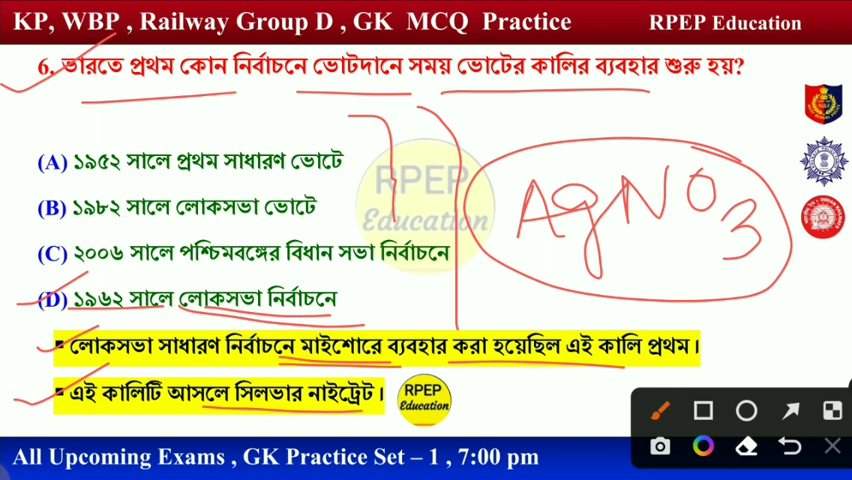 KP, WBP , Railway Group D , GK MCQ Practice
RPEP Education
6. ভারতে প্রথম কোন নির্বাচনে ভোটদানে সময় ভোটের কালির ব্যবহার শুরু হয়?
(A) ১৯৫২ সালে প্রথম সাধারণ ভোটে
(B) ১৯৮২ সালে লোকসভা ভোটে
(C) ২০০৬ সালে পশ্চিমবঙ্গের বিধান সভা নির্বাচনে
(D) ১৯৬২ সালে লোকসভা নির্বাচনে
RPEP
Education
AgNO3
▪ লোকসভা সাধারণ নির্বাচনে মাইশোরে ব্যবহার করা হয়েছিল এই কালি প্রথম।
▪ এই কালিটি আসলে সিলভার নাইট্রেট।
RPEP
Education
All Upcoming Exams , GK Practice Set – 1 , 7:00 pm